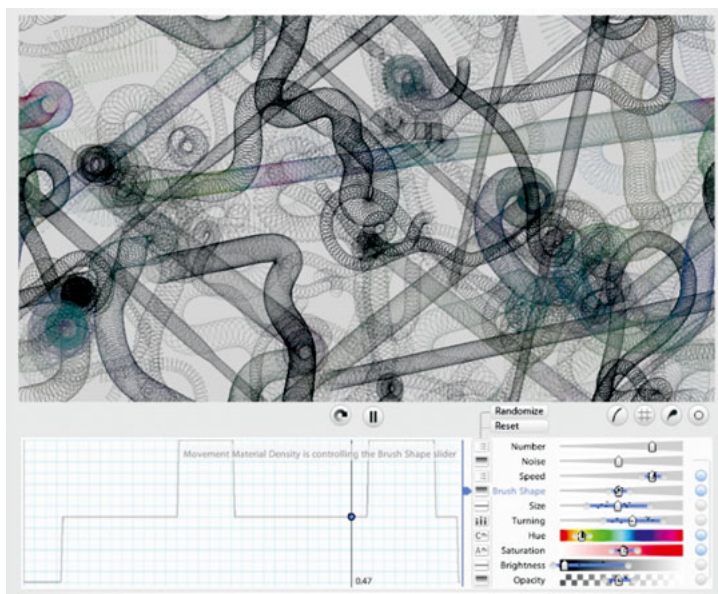 Randomize
Reset
Movement Material Density is controlling the Brush Shape slider
Number
Noise
Speed
Brush Shape
Size
Turning
Hue
Saturation
Brightness
Opacity
0.47